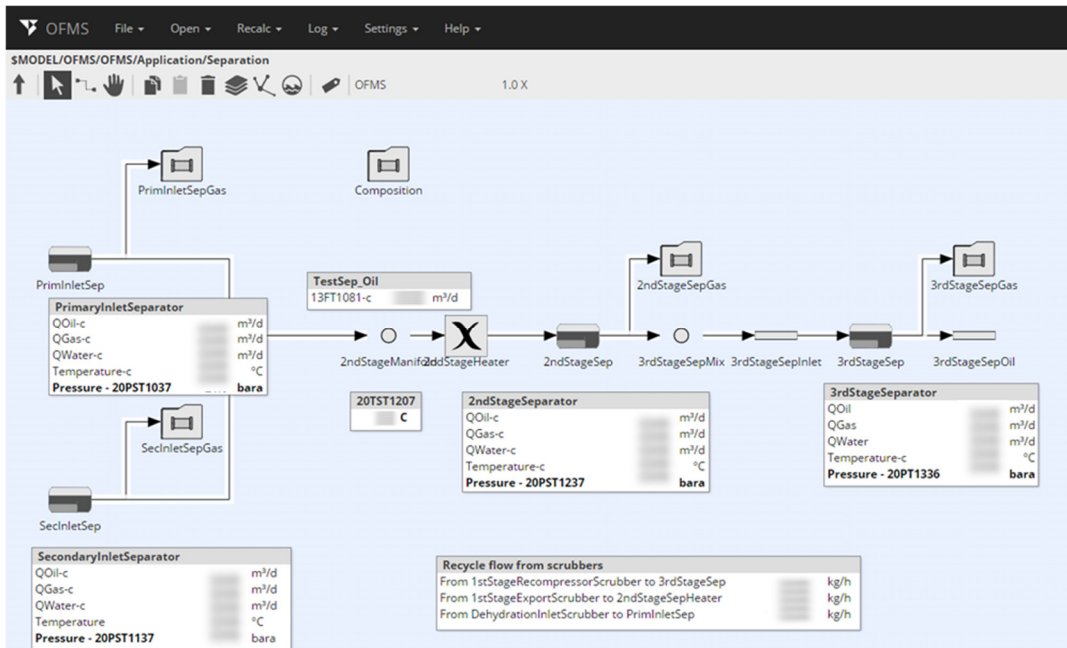 OFMS File Open Recalc Log Settings Help
$MODEL/OFMS/OFMS/Application/Separation
OFMS 1.0 X
PrimInletSepGas
Composition
PrimInletSep
2ndStageSepGas
3rdStageSepGas
TestSep_Oil
13FT1081-c m³/d
PrimaryInletSeparator
QOil-c m³/d
QGas-c m³/d
QWater-c m³/d
Temperature-c °C
Pressure - 20PST1037 bara
2ndStageManifold
2ndStageHeater
2ndStageSep
3rdStageSepMix
3rdStageSepInlet
3rdStageSep
3rdStageSepOil
20TST1207
C
2ndStageSeparator
QOil-c m³/d
QGas-c m³/d
QWater-c m³/d
Temperature-c °C
Pressure - 20PST1237 bara
3rdStageSeparator
QOil m³/d
QGas m³/d
QWater m³/d
Temperature-c °C
Pressure - 20PT1336 bara
SecInletSepGas
SecInletSep
SecondaryInletSeparator
QOil-c m³/d
QGas-c m³/d
QWater-c m³/d
Temperature °C
Pressure - 20PST1137 bara
Recycle flow from scrubbers
From 1stStageRecompressorScrubber to 3rdStageSep kg/h
From 1stStageExportScrubber to 2ndStageSepHeater kg/h
From DehydrationInletScrubber to PrimInletSep kg/h